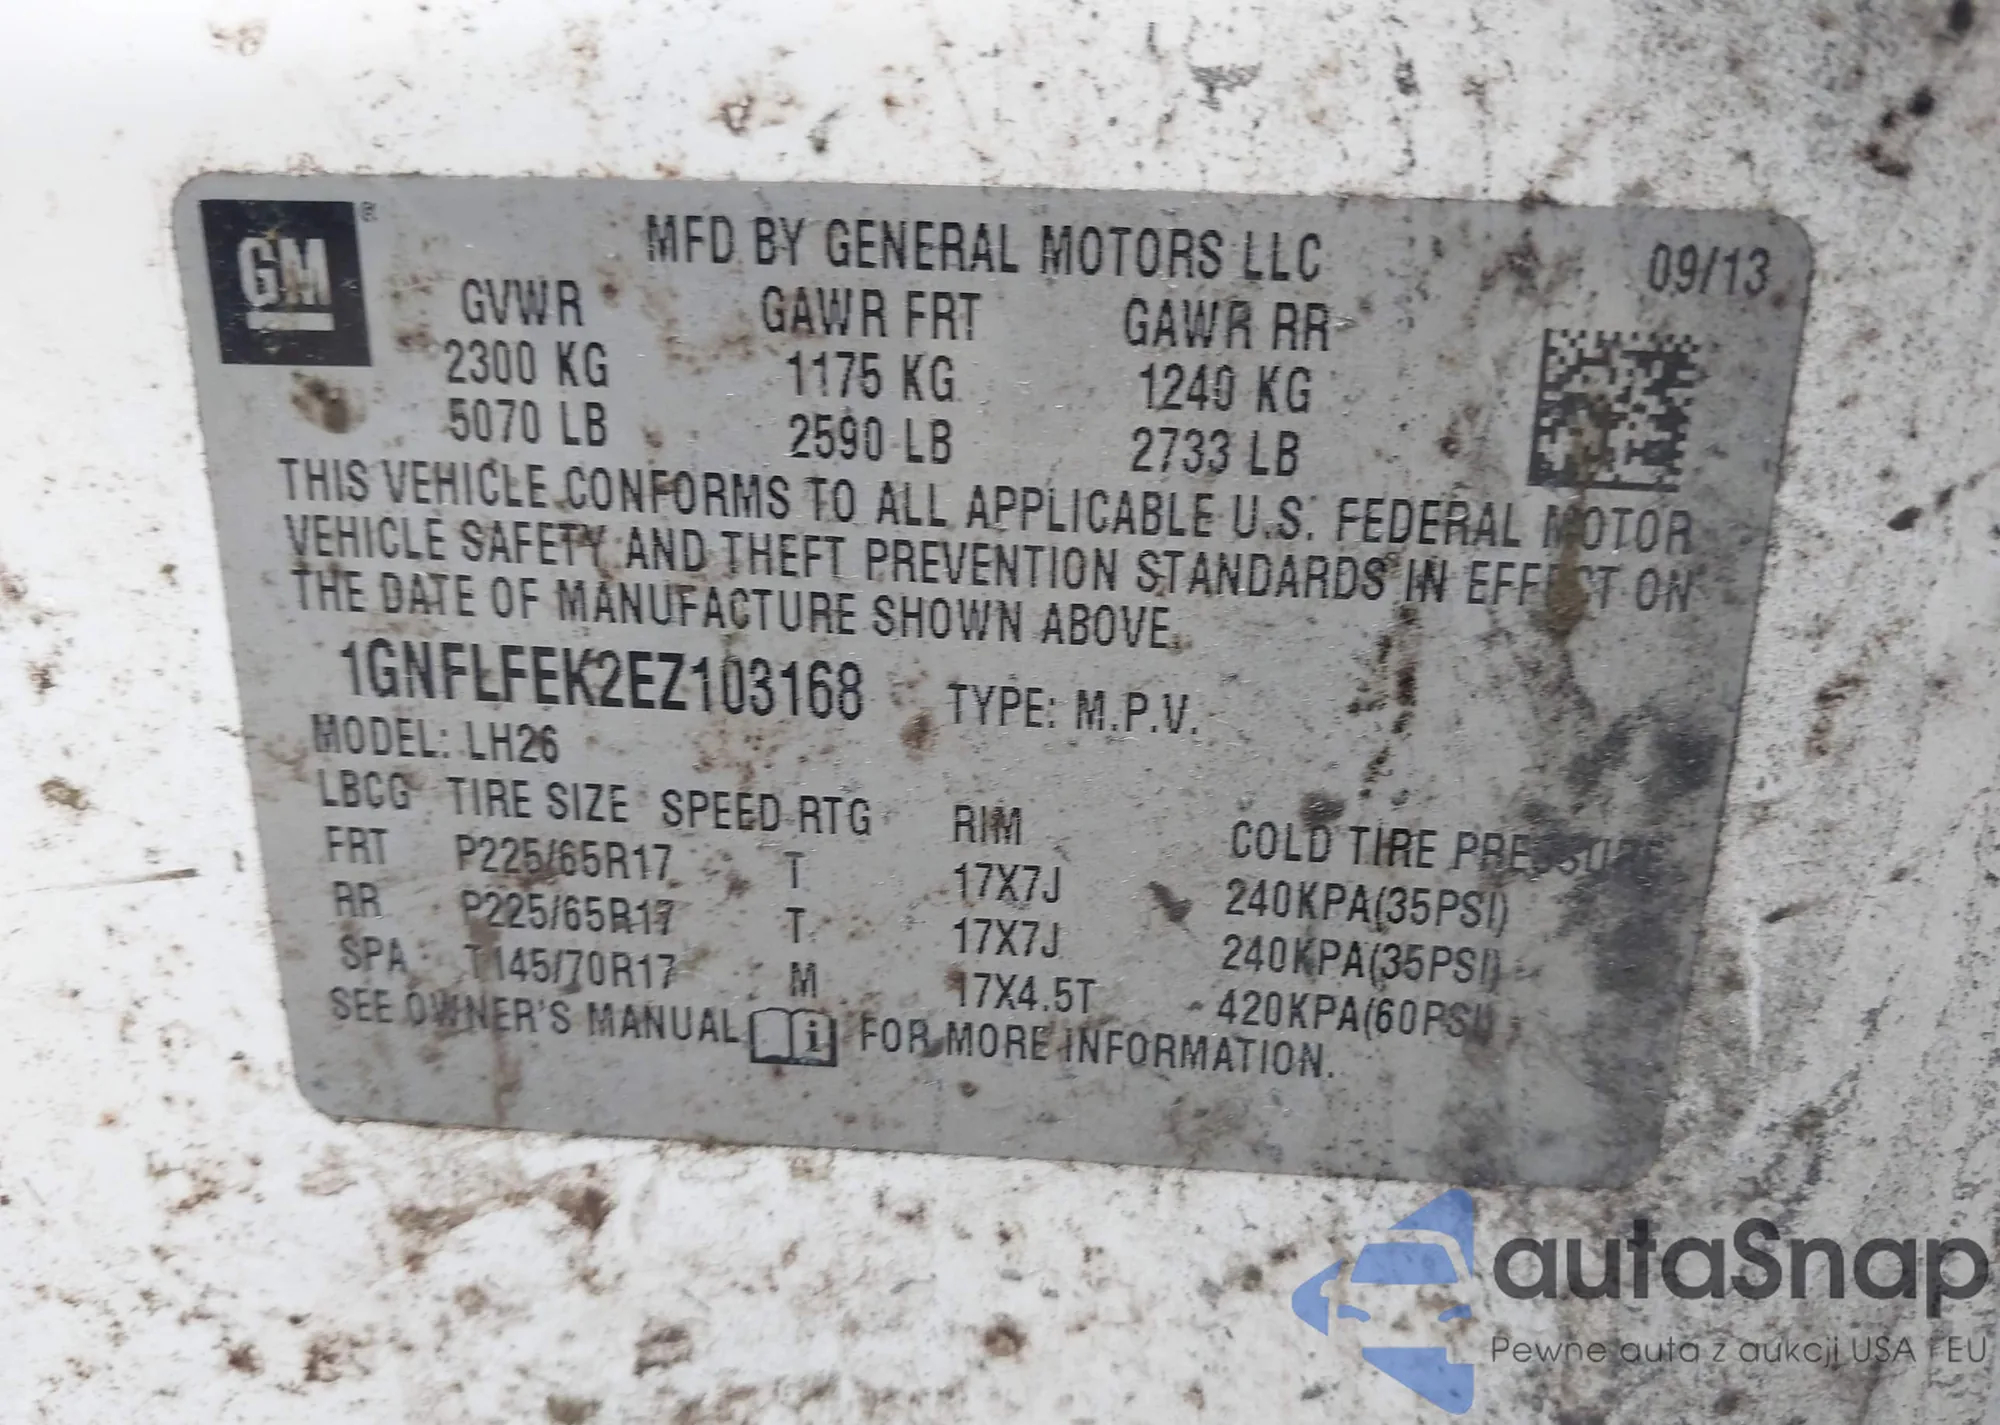 GM
MFD BY GENERAL MOTORS LLC 09/13
GVWR GAWR FRT GAWR RR
2300 KG 1175 KG 1240 KG
5070 LB 2590 LB 2733 LB
THIS VEHICLE CONFORMS TO ALL APPLICABLE U.S. FEDERAL MOTOR
VEHICLE SAFETY AND THEFT PREVENTION STANDARDS IN EFFECT ON
THE DATE OF MANUFACTURE SHOWN ABOVE.
1GNFLFEK2EZ103168 TYPE: M.P.V.
MODEL: LH26
LBCG TIRE SIZE SPEED RTG RIM COLD TIRE PRESSURE
FRT P225/65R17 T 17X7J 240KPA(35PSI)
RR P225/65R17 T 17X7J 240KPA(35PSI)
SPA T145/70R17 M 17X4.5T 420KPA(60PSI)
SEE OWNER'S MANUAL i FOR MORE INFORMATION.
autaSnap
Pewne auta z aukcji USA i EU